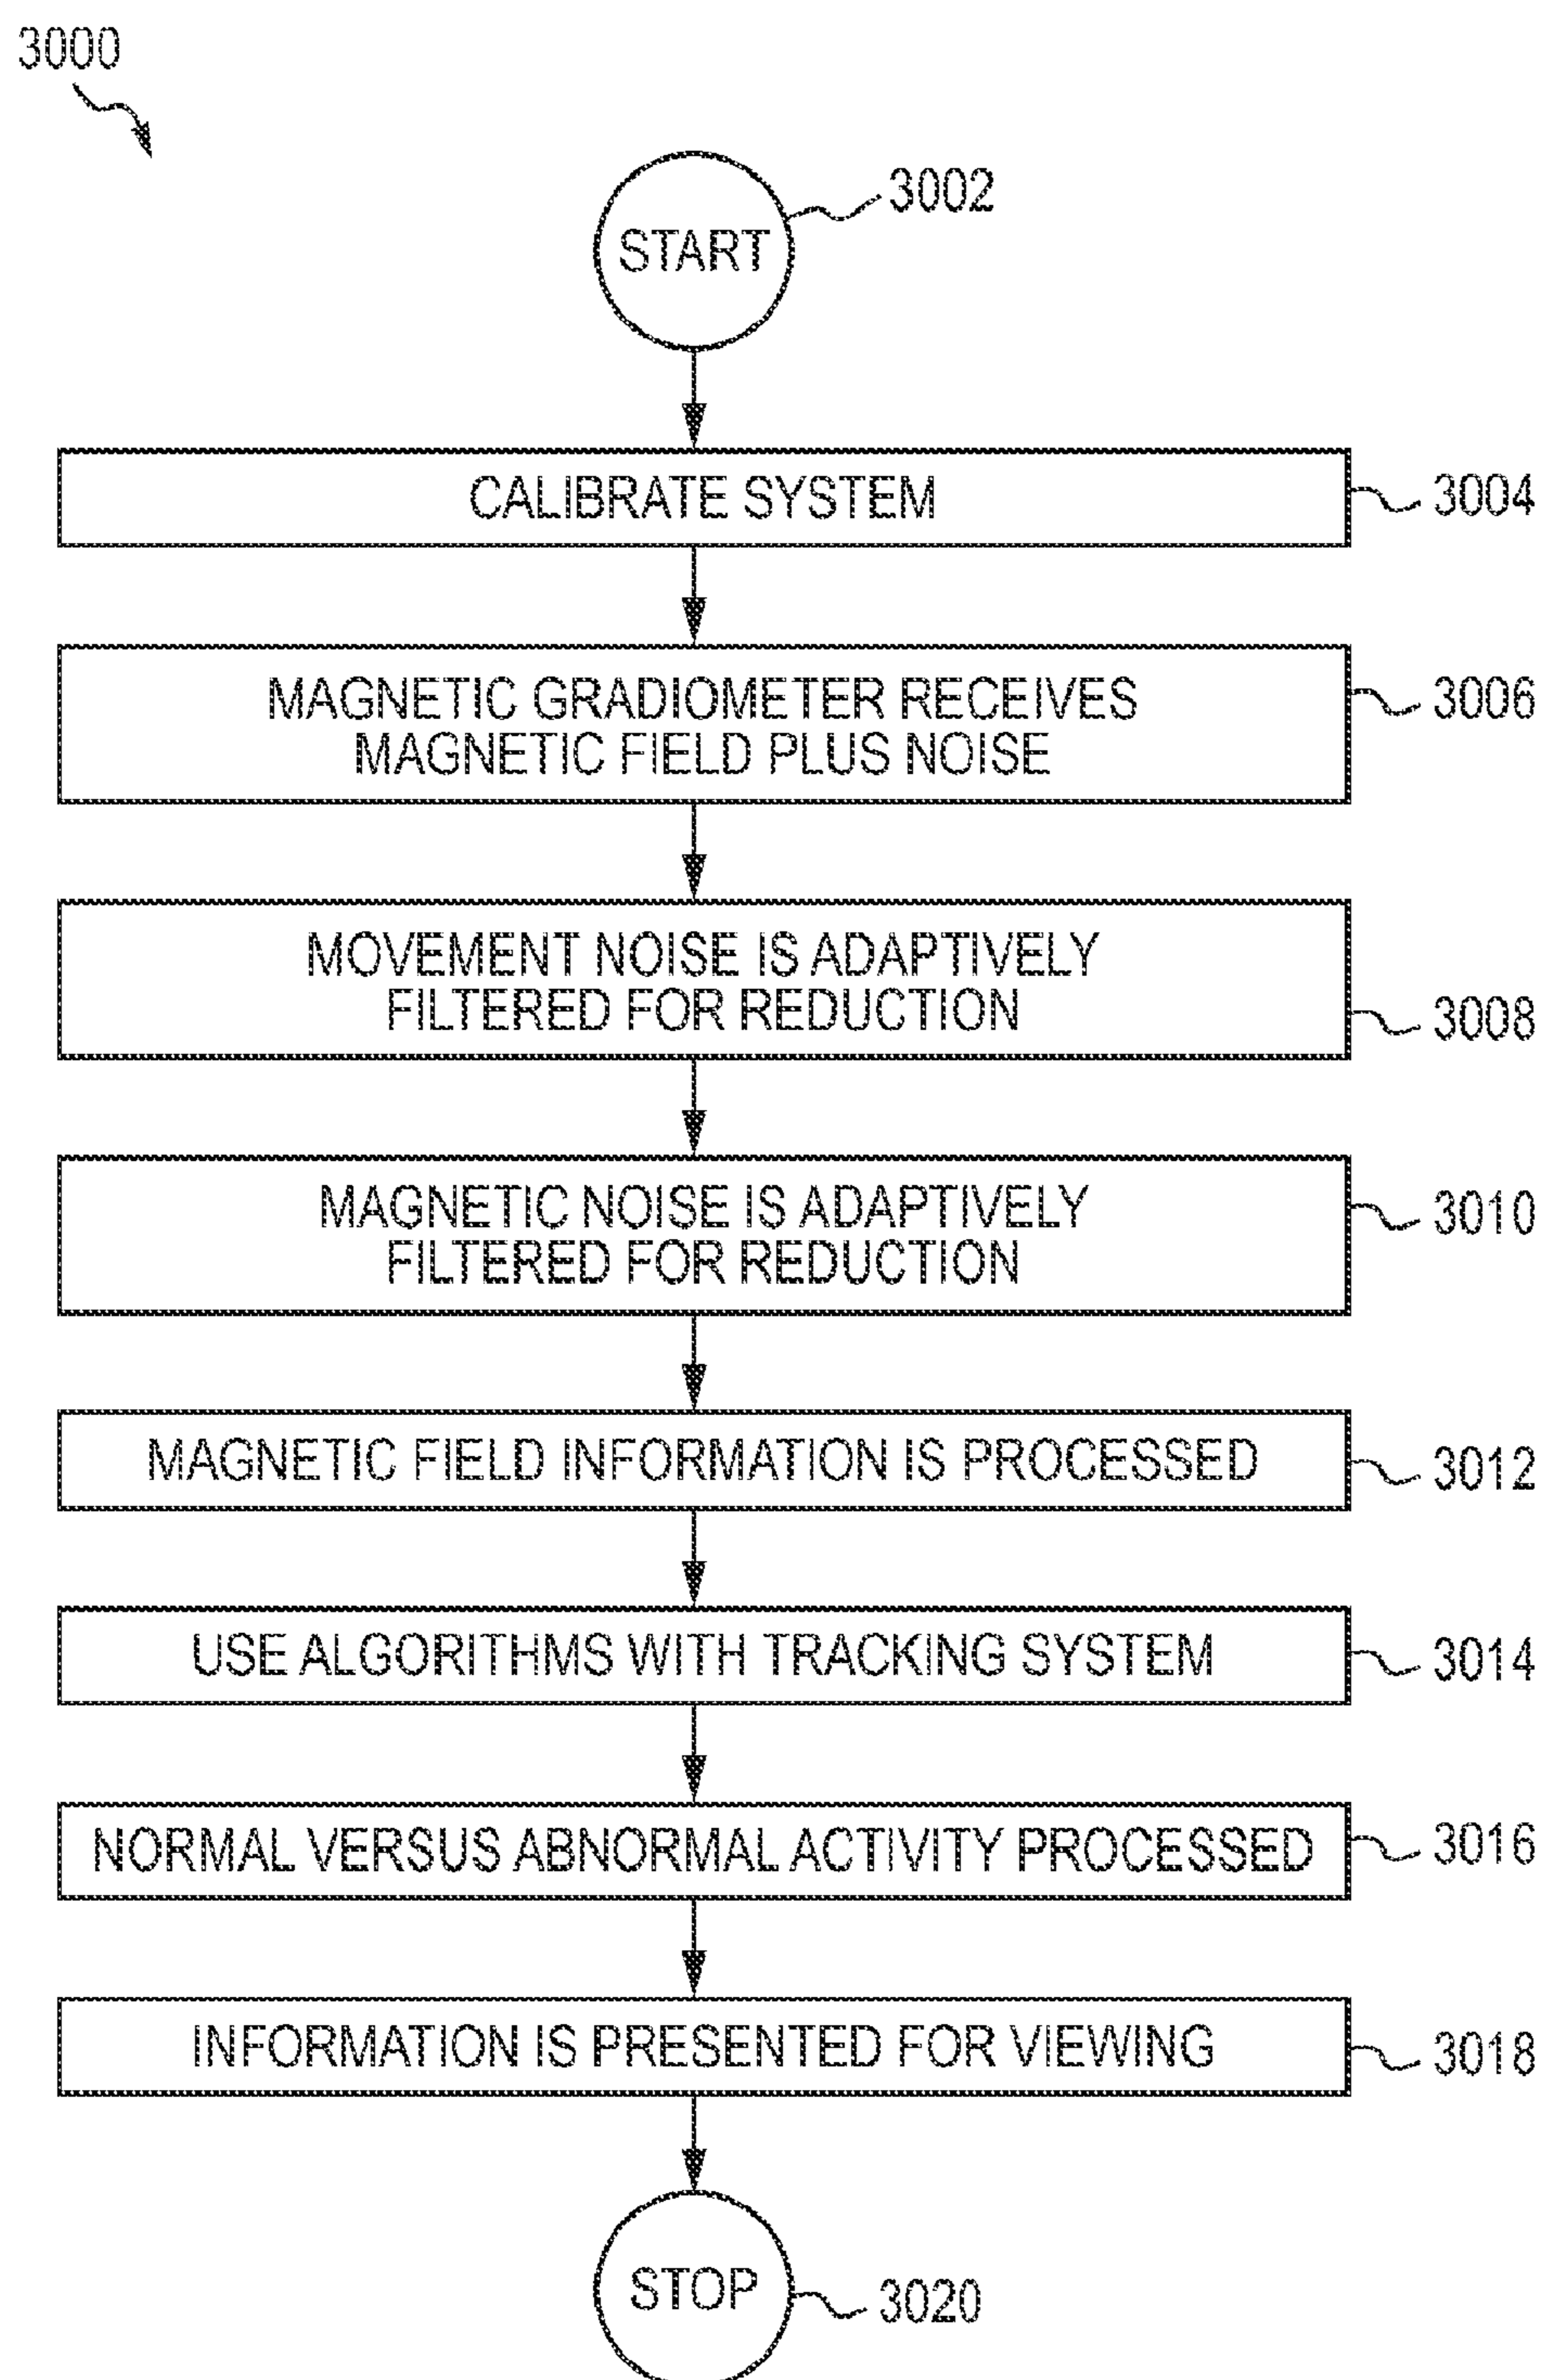 3000
START
3002
CALIBRATE SYSTEM
3004
MAGNETIC GRADIOMETER RECEIVES
MAGNETIC FIELD PLUS NOISE
3006
MOVEMENT NOISE IS ADAPTIVELY
FILTERED FOR REDUCTION
3008
MAGNETIC NOISE IS ADAPTIVELY
FILTERED FOR REDUCTION
3010
MAGNETIC FIELD INFORMATION IS PROCESSED
3012
USE ALGORITHMS WITH TRACKING SYSTEM
3014
NORMAL VERSUS ABNORMAL ACTIVITY PROCESSED
3016
INFORMATION IS PRESENTED FOR VIEWING
3018
STOP
3020